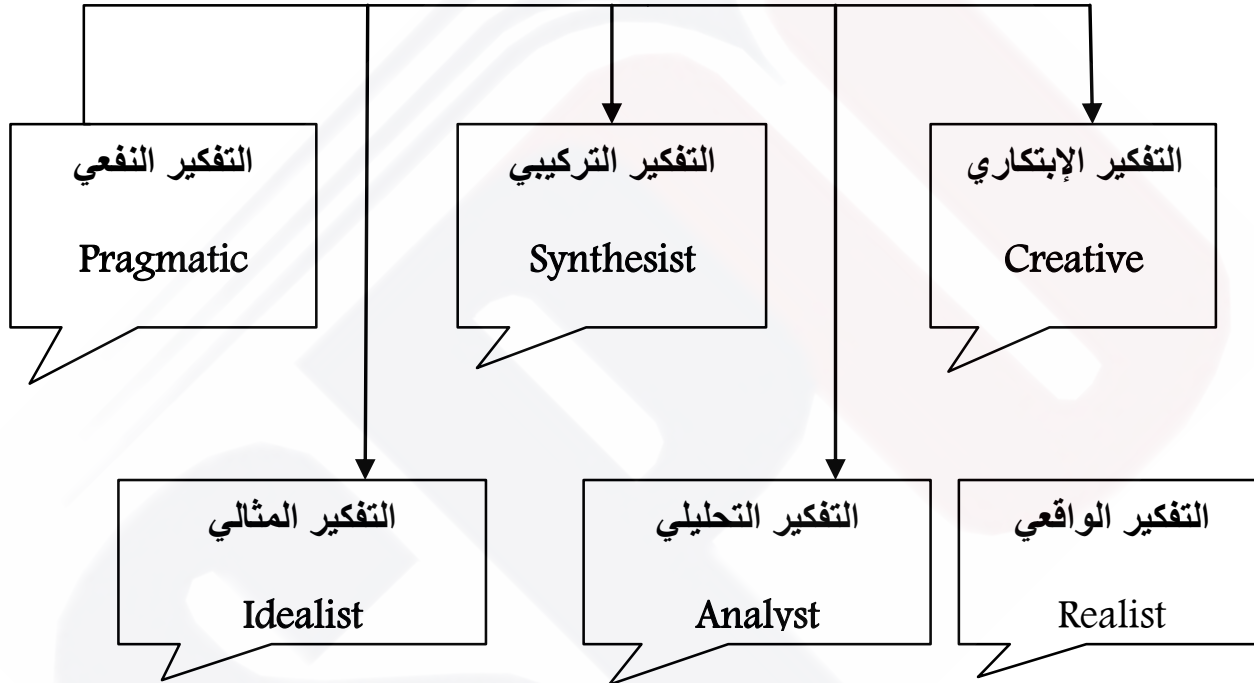 التفكير الإبتكاري
Creative
التفكير التركيبي
Synthesist
التفكير النفعي
Pragmatic
التفكير الواقعي
Realist
التفكير التحليلي
Analyst
التفكير المثالي
Idealist